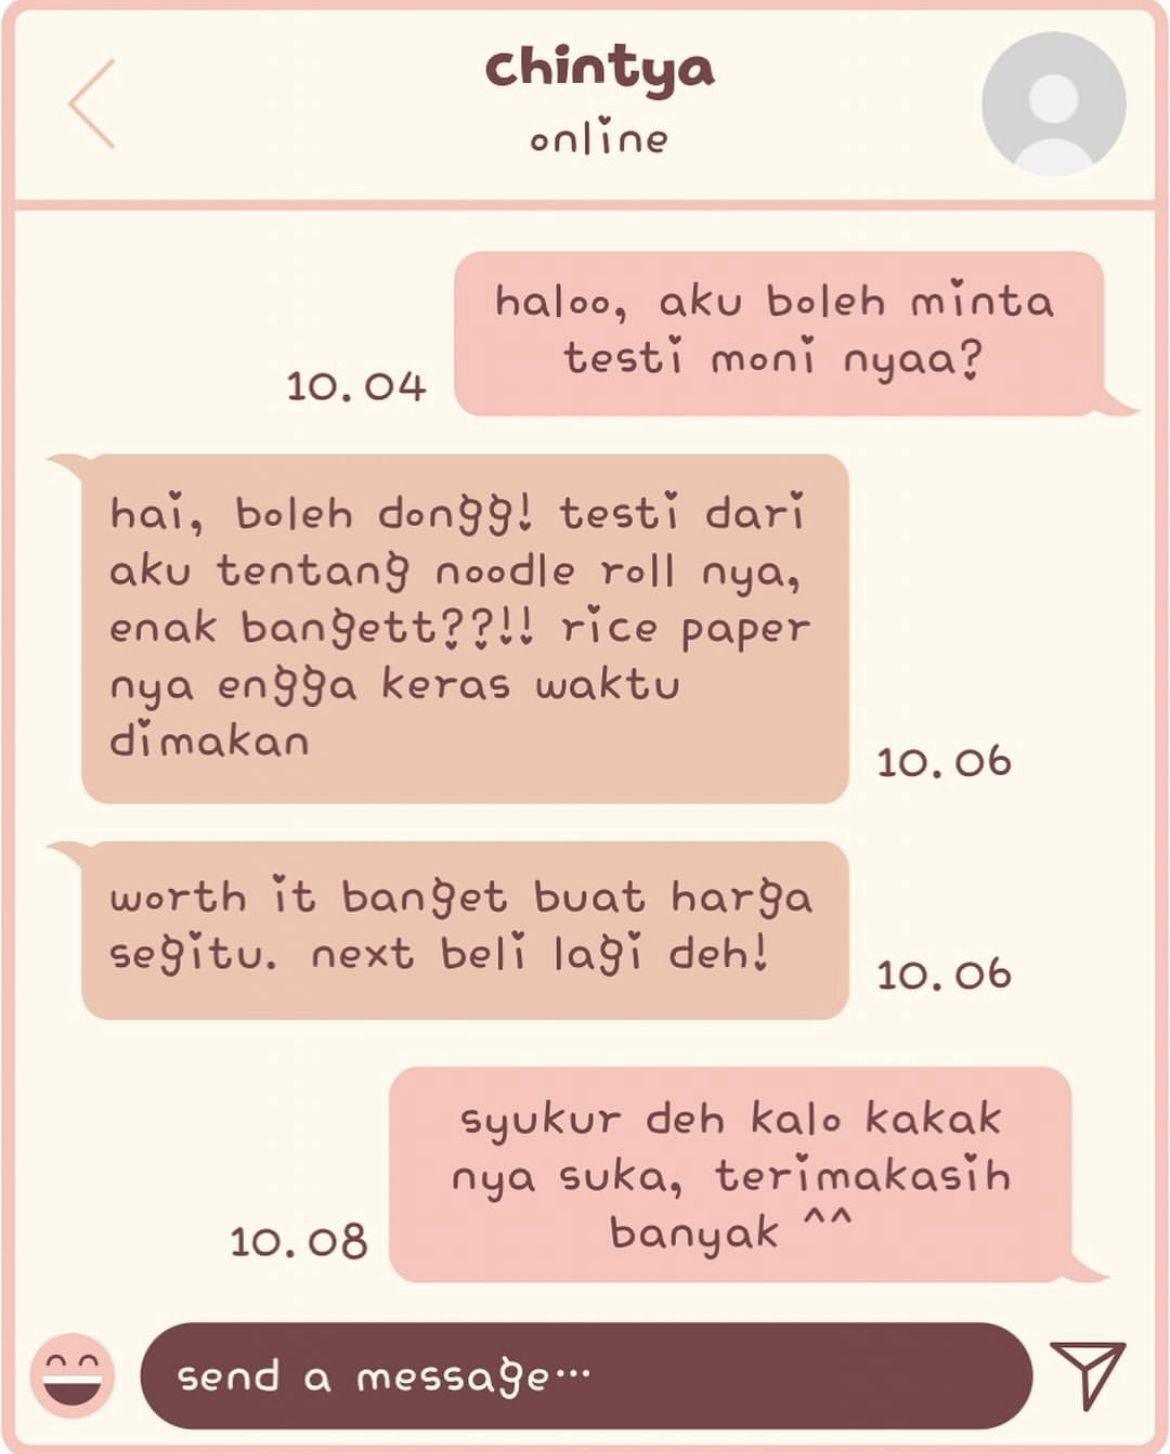 chintya
online
haloo, aku boleh minta
testi moni nyaa?
10.04
hai, boleh dongg! testi dari
aku tentang noodle roll nya,
enak bangett??!! rice paper
nya engga keras waktu
dimakan
10.06
worth it banget buat harga
segitu. next beli lagi deh!
10.06
syukur deh kalo kakak
nya suka, terimakasih
banyak ^^
10.08
send a message...